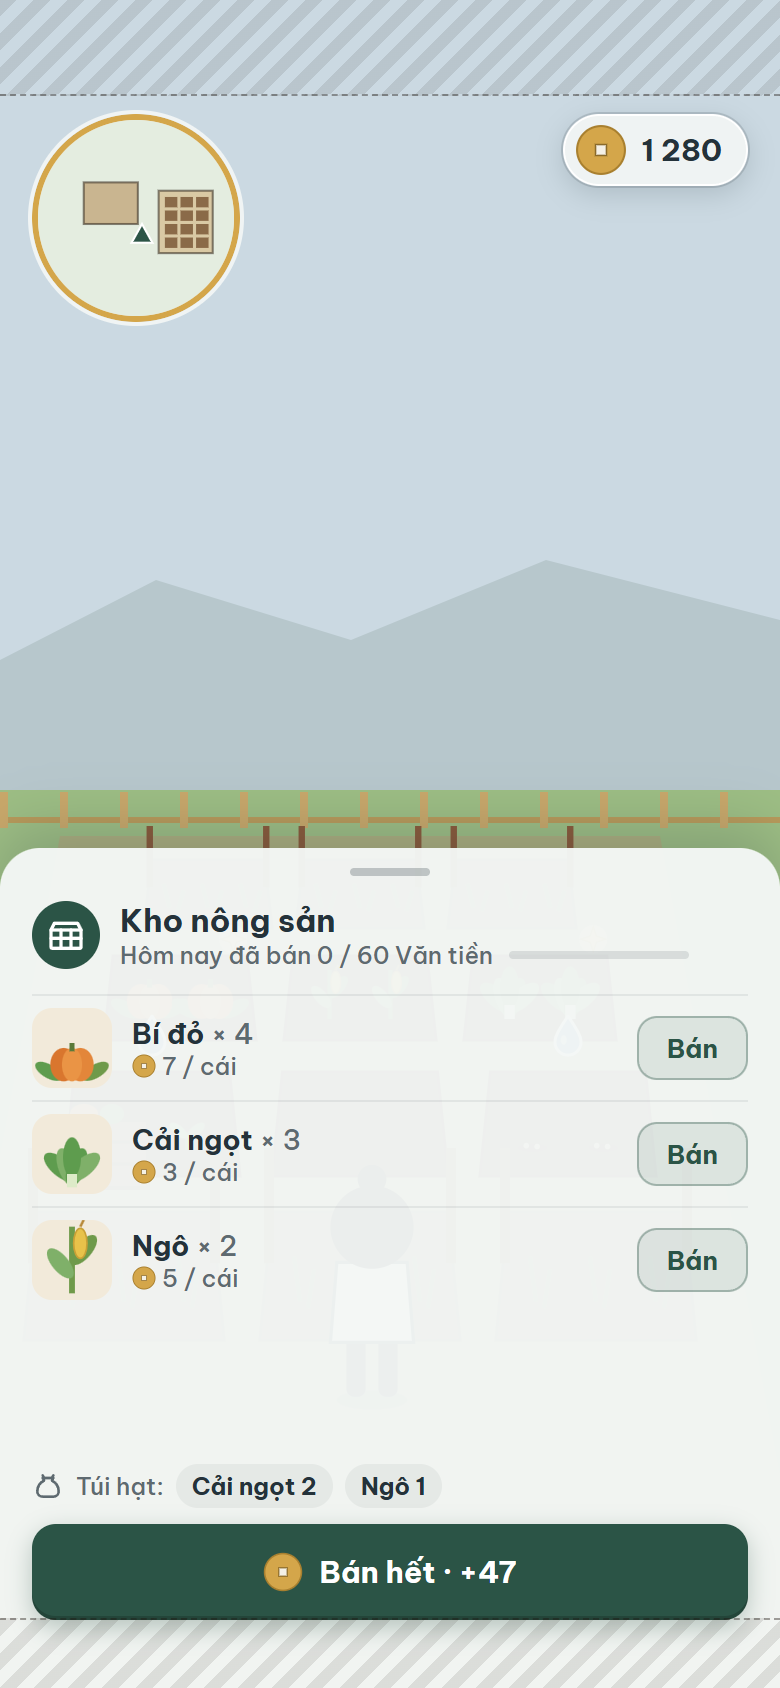 1 280
Kho nông sản
Hôm nay đã bán 0 / 60 Văn tiền
Bí đỏ × 4
7 / cái
Bán
Cải ngọt × 3
3 / cái
Bán
Ngô × 2
5 / cái
Bán
Túi hạt: Cải ngọt 2 Ngô 1
Bán hết · +47